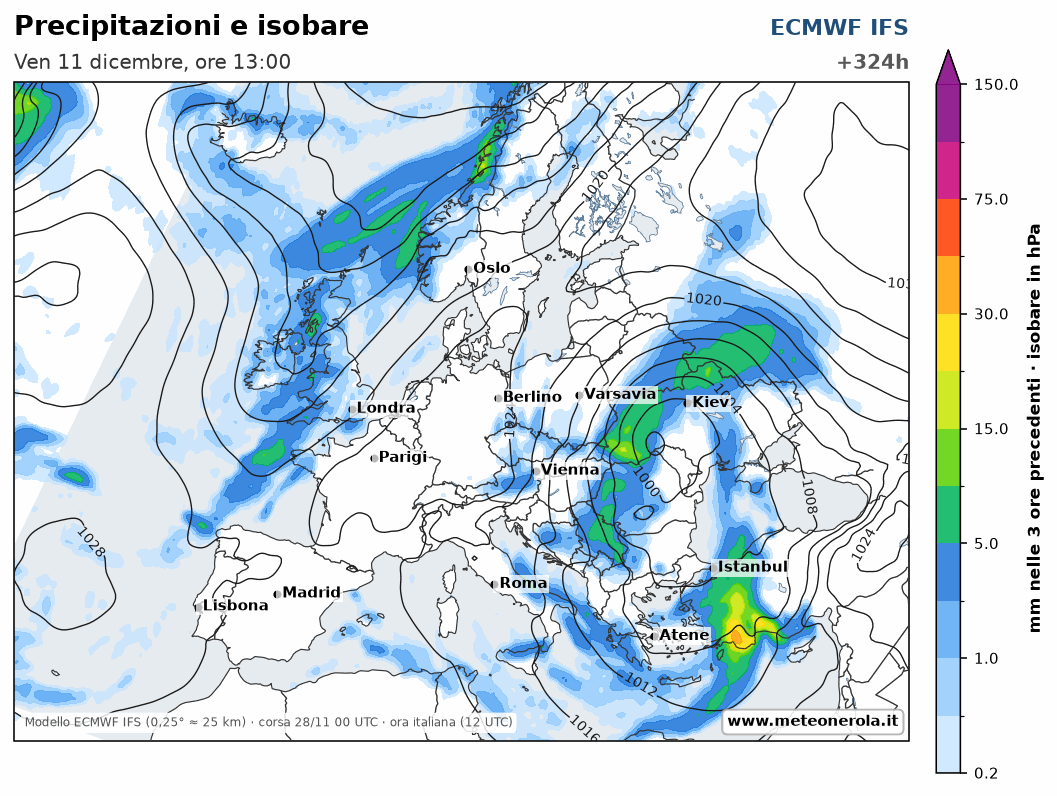 Precipitazioni e isobare
ECMWF IFS
Ven 11 dicembre, ore 13:00
+324h
150.0
75.0
30.0
15.0
5.0
1.0
0.2
mm nelle 3 ore precedenti · isobare in hPa
1020
Oslo
1020
Berlino
Varsavia
Kiev
Londra
Parigi
Vienna
1000
1008
1028
1024
Istanbul
Roma
Madrid
Lisbona
Atene
1012
1016
Modello ECMWF IFS (0,25° ≈ 25 km) · corsa 28/11 00 UTC · ora italiana (12 UTC)
www.meteonerola.it